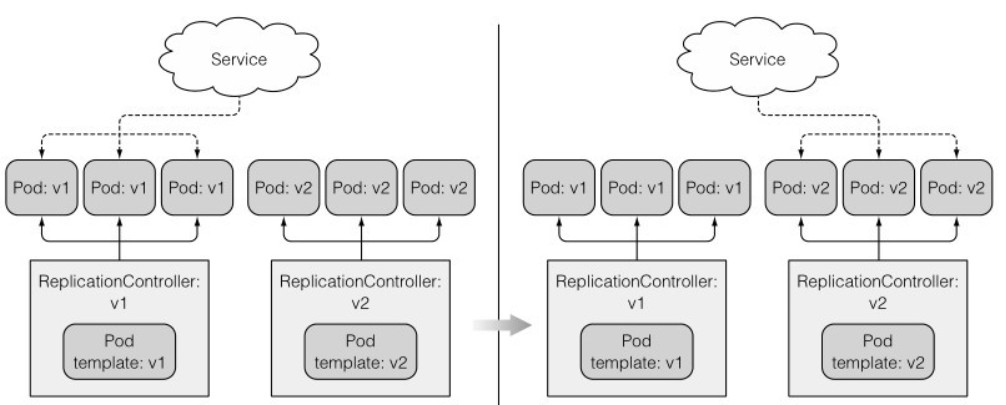 Service
Pod: v1
Pod: v1
Pod: v1
Pod: v2
Pod: v2
Pod: v2
ReplicationController:
v1
Pod
template: v1
ReplicationController:
v2
Pod
template: v2
Service
Pod: v1
Pod: v1
Pod: v1
Pod: v2
Pod: v2
Pod: v2
ReplicationController:
v1
Pod
template: v1
ReplicationController:
v2
Pod
template: v2